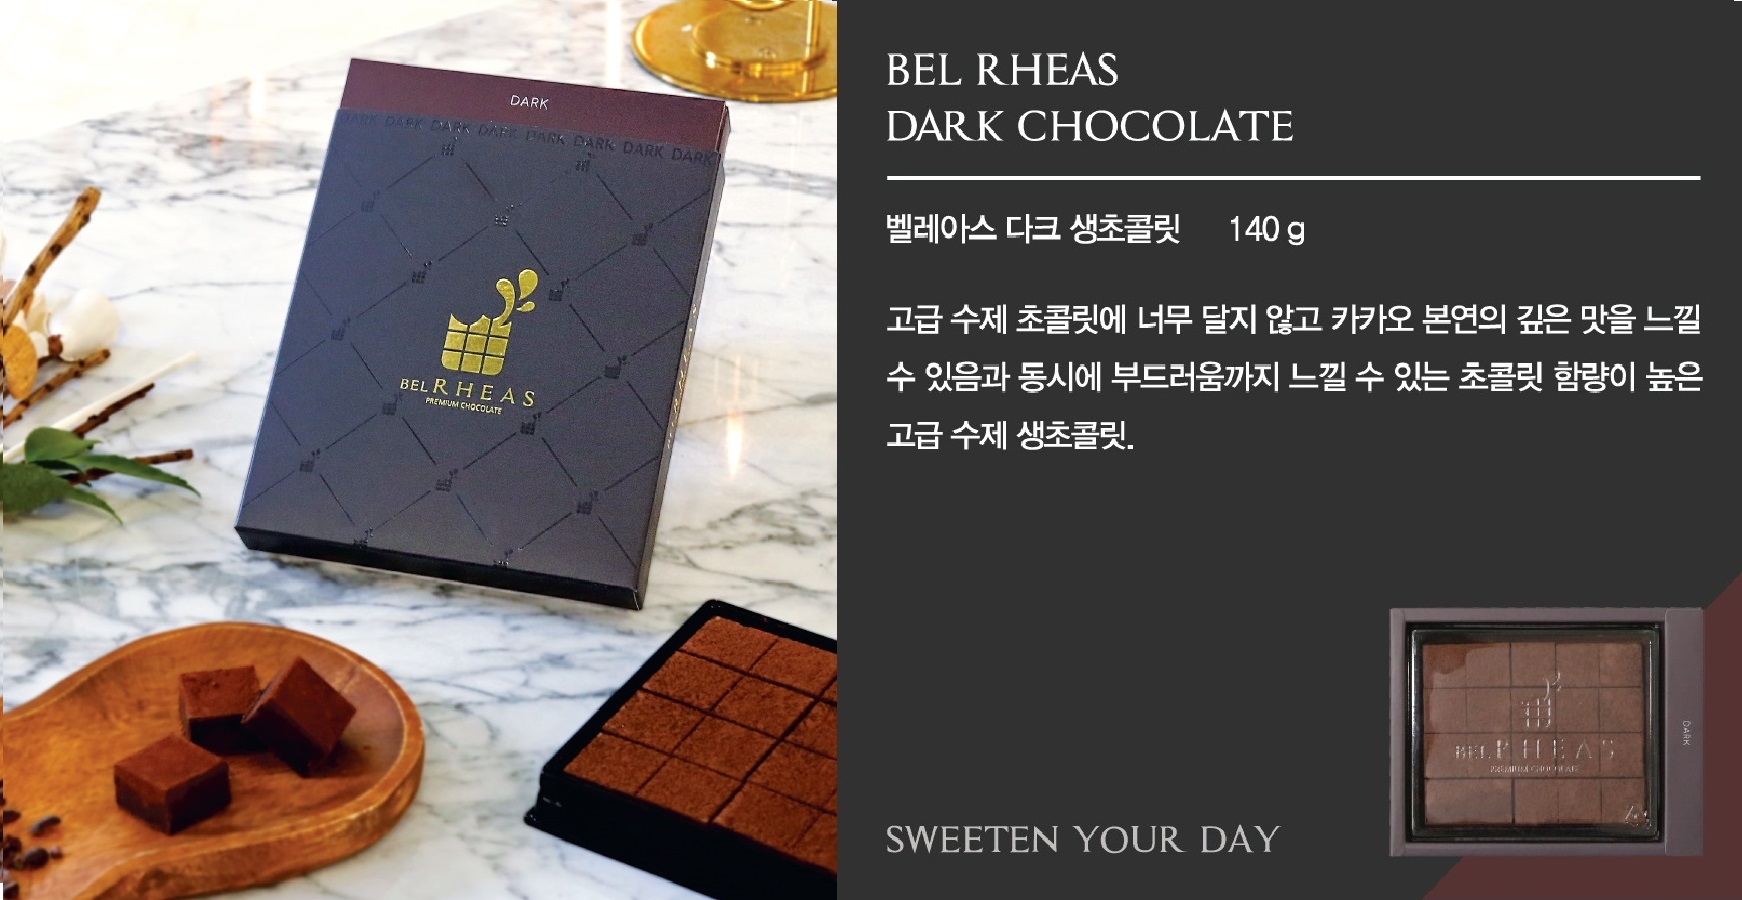 DARK
DARK DARK DARK DARK DARK DARK DARK DARK
BEL RHEAS
PREMIUM CHOCOLATE
BEL RHEAS
DARK CHOCOLATE
벨레아스 다크 생초콜릿 140 g
고급 수제 초콜릿에 너무 달지 않고 카카오 본연의 깊은 맛을 느낄
수 있음과 동시에 부드러움까지 느낄 수 있는 초콜릿 함량이 높은
고급 수제 생초콜릿.
BEL RHEAS
PREMIUM CHOCOLATE
DARK
SWEETEN YOUR DAY